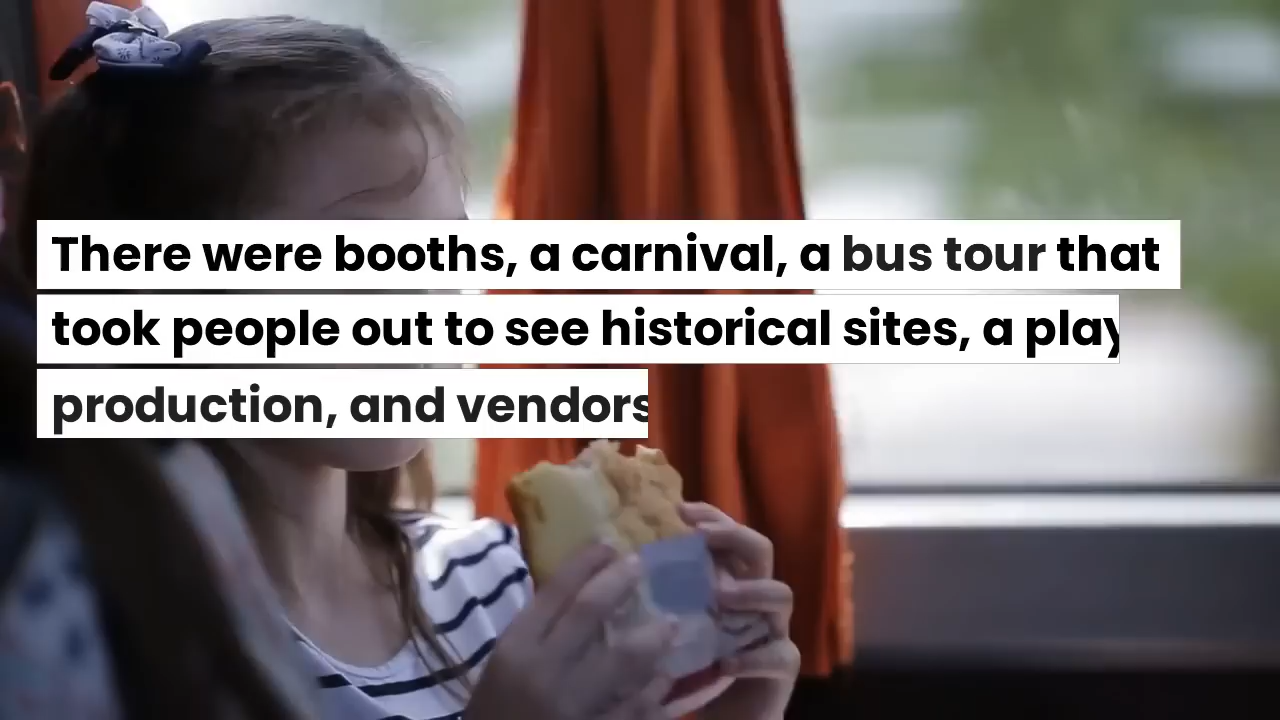 There were booths, a carnival, a bus tour that
took people out to see historical sites, a play
production, and vendors